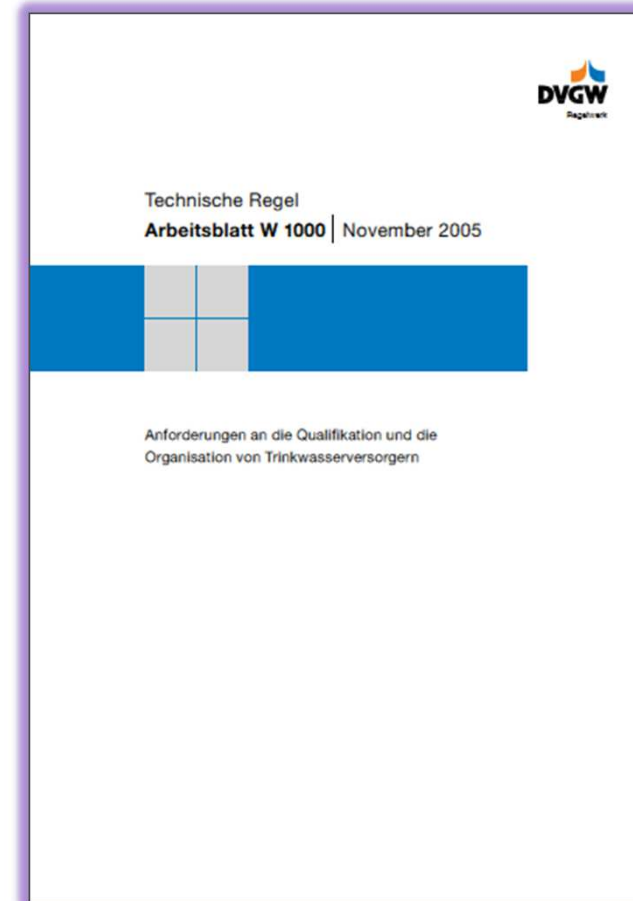 DVGW
Regelwerk
Technische Regel
Arbeitsblatt W 1000 | November 2005
Anforderungen an die Qualifikation und die
Organisation von Trinkwasserversorgern